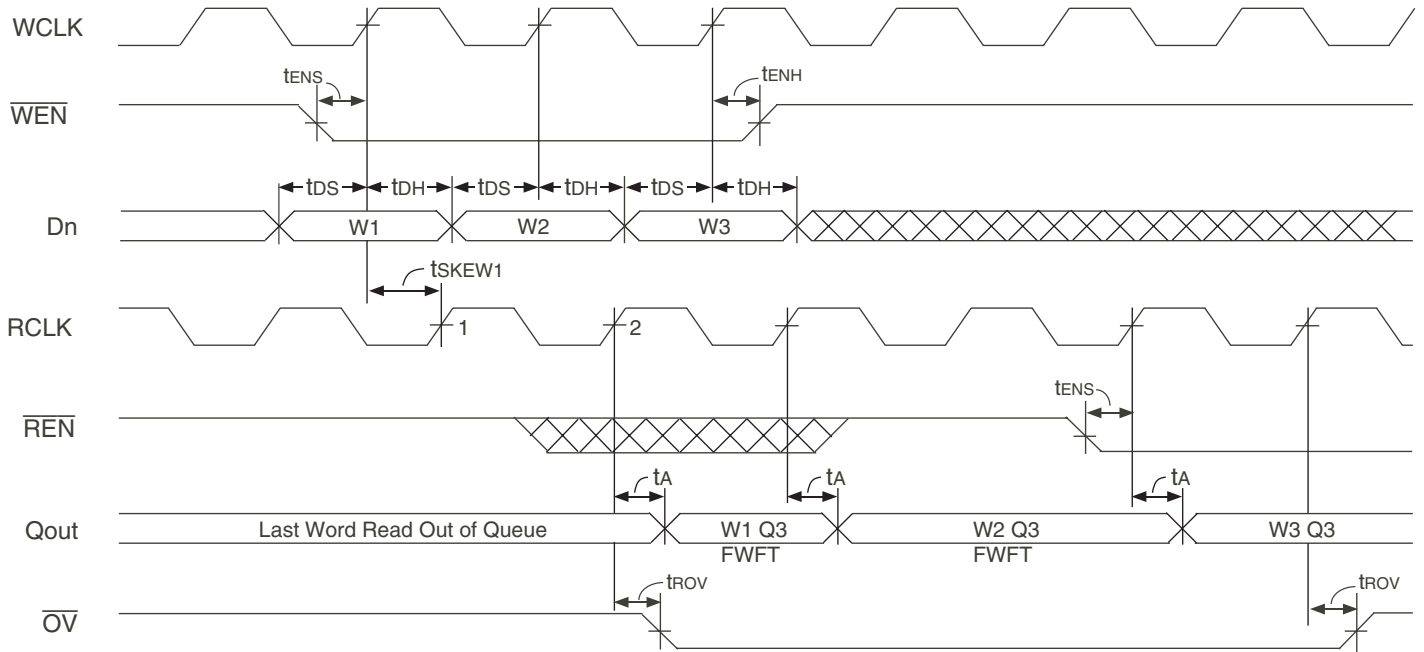 WCLK
tENS
tENH
WEN
tDS tDH tDS tDH tDS tDH
Dn W1 W2 W3
tSKEW1
RCLK 1 2
tENS
REN
tA tA tA
Qout Last Word Read Out of Queue W1 Q3 W2 Q3 W3 Q3
FWFT FWFT
tROV tROV
OV